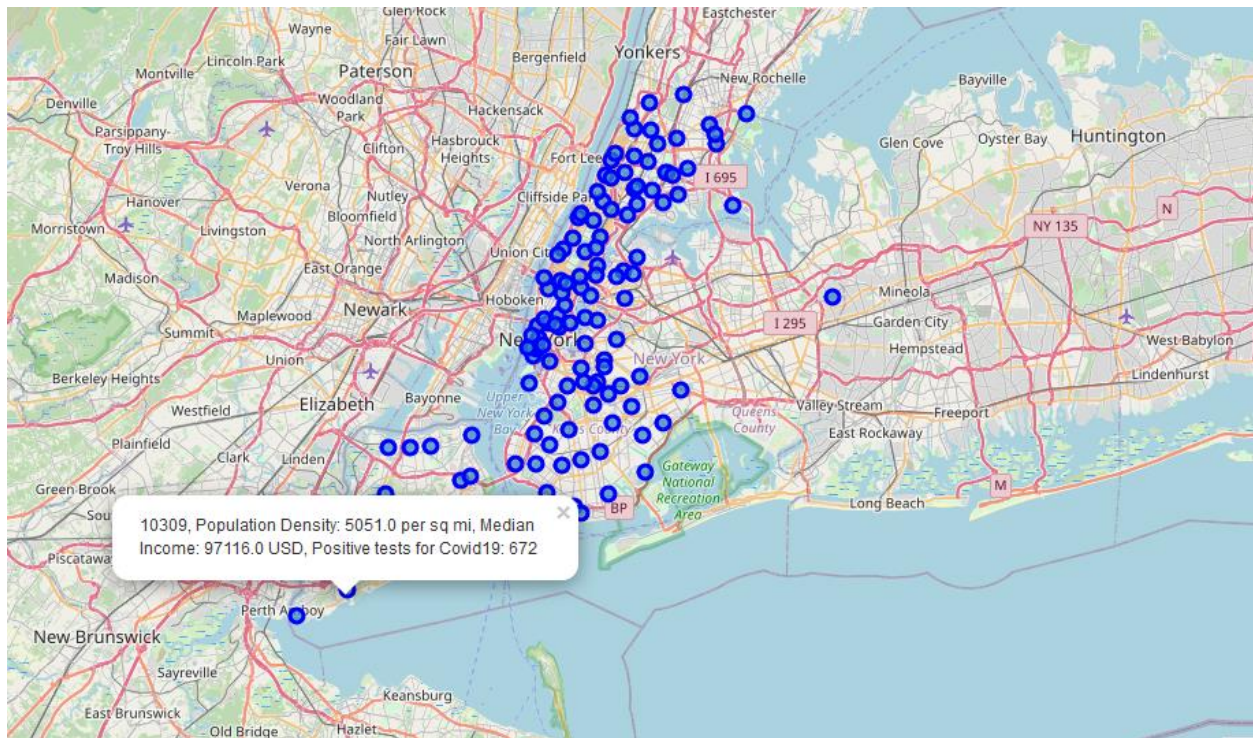 Glen Rock
Eastchester
Wayne
Fair Lawn
Yonkers
Lincoln Park
Bergenfield
Montville
Paterson
New Rochelle
Bayville
Denville
Woodland
Park
Hackensack
Parsippany-
Troy Hills
Clifton
Hasbrouck
Heights
Fort Lee
Glen Cove
Oyster Bay
Huntington
I 695
Verona
Nutley
Cliffside Par
Hanover
Bloomfield
N
Morristown
Livingston
North Arlington
NY 135
Union City
East Orange
Madison
Newark
Hoboken
Mineola
Maplewood
I 295
Garden City
Summit
New York
West Babylon
Union
New York
Hempstead
Berkeley Heights
Lindenhurst
Elizabeth
Bayonne
Upper
New York
Bay
Valley Stream
Westfield
Queens
County
Freeport
Plainfield
Kings County
East Rockaway
Clark
Linden
Gateway
National
Recreation
Area
Green Brook
M
Long Beach
BP
Sou
×
10309, Population Density: 5051.0 per sq mi, Median
Income: 97116.0 USD, Positive tests for Covid19: 672
Piscataway
Perth Amboy
New Brunswick
Sayreville
Keansburg
East Brunswick
Old Bridge
Hazlet